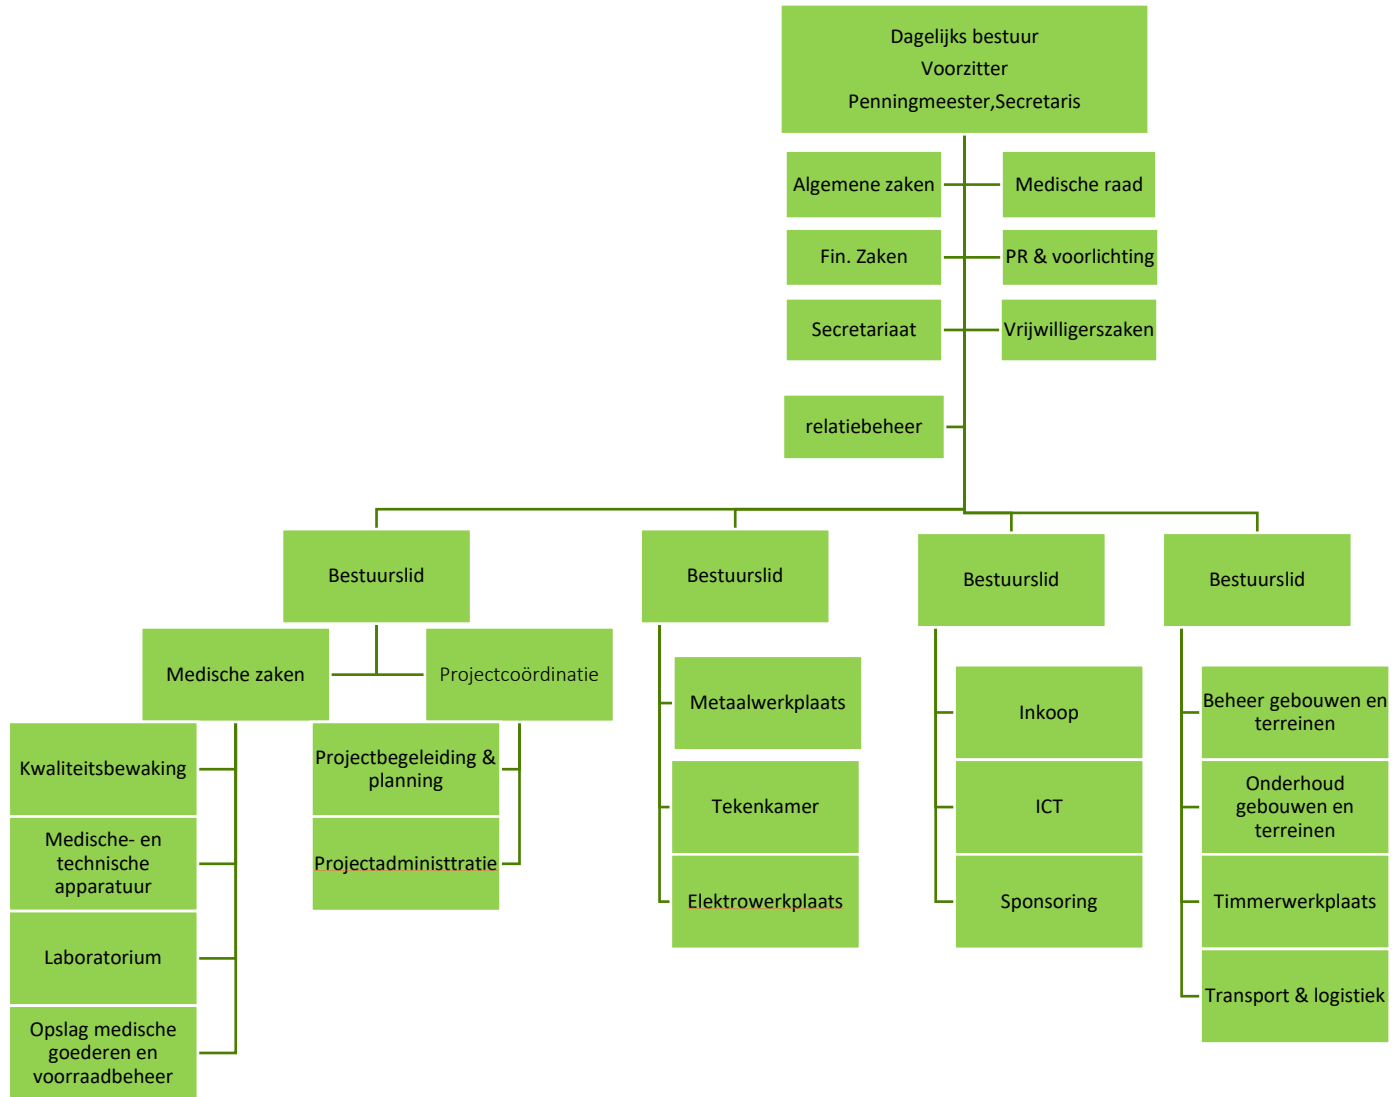 Dagelijks bestuur
Voorzitter
Penningmeester,Secretaris
Algemene zaken
Medische raad
Fin. Zaken
PR & voorlichting
Secretariaat
Vrijwilligerszaken
relatiebeheer
Bestuurslid
Bestuurslid
Bestuurslid
Bestuurslid
Medische zaken
Projectcoördinatie
Kwaliteitsbewaking
Medische- en
technische
apparatuur
Laboratorium
Opslag medische
goederen en
voorraadbeheer
Projectbegeleiding &
planning
Projectadministtratie
Metaalwerkplaats
Tekenkamer
Elektrowerkplaats
Inkoop
ICT
Sponsoring
Beheer gebouwen en
terreinen
Onderhoud
gebouwen en
terreinen
Timmerwerkplaats
Transport & logistiek